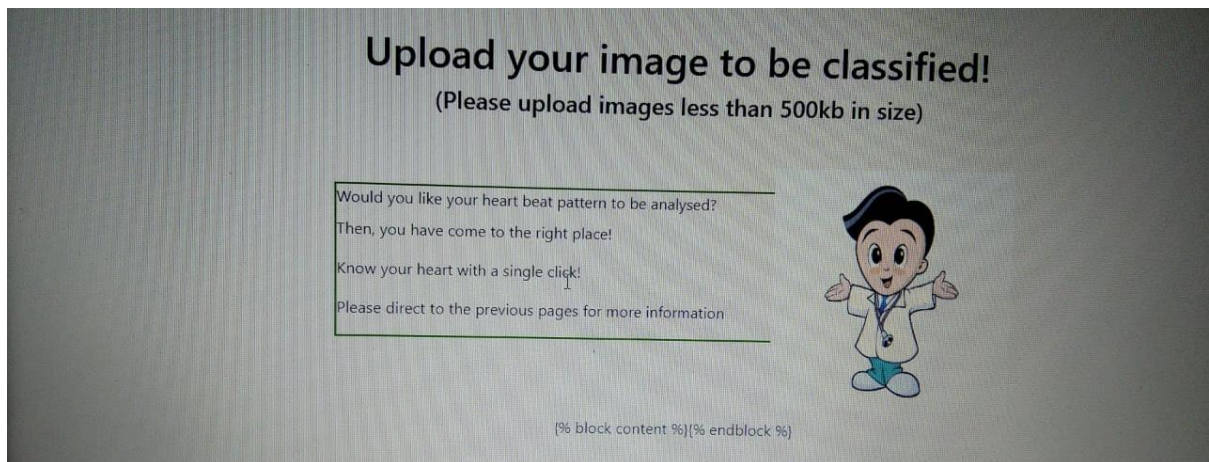 Upload your image to be classified!
(Please upload images less than 500kb in size)
Would you like your heart beat pattern to be analysed?
Then, you have come to the right place!
Know your heart with a single click!
Please direct to the previous pages for more information
{% block content %}{% endblock %}